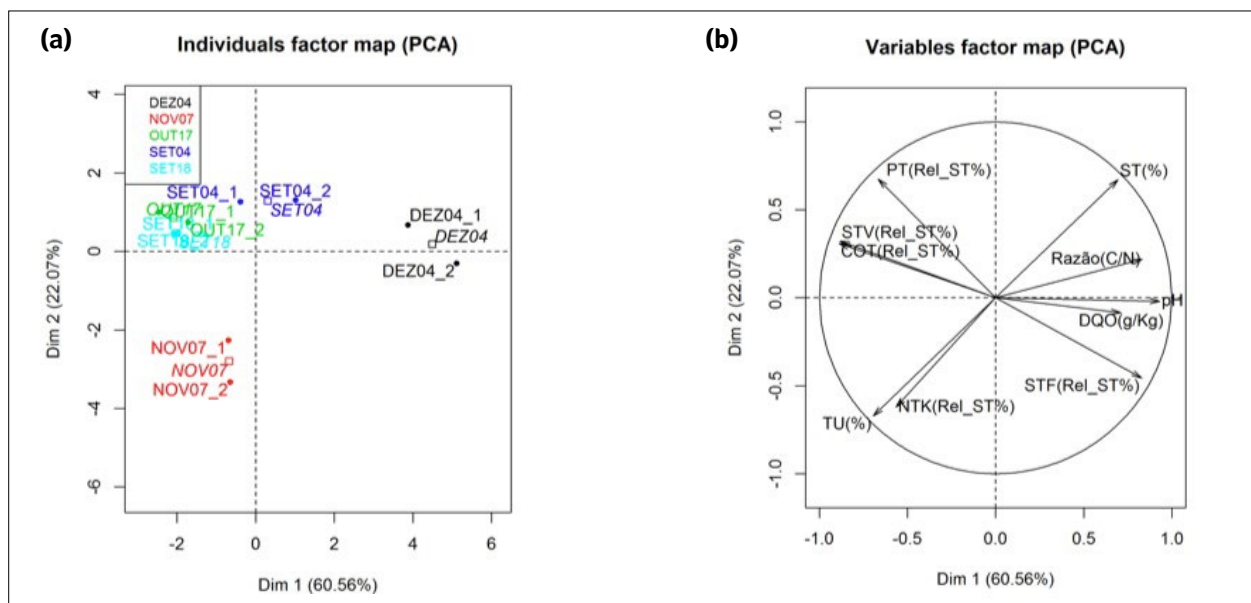 (a)
Individuals factor map (PCA)
DEZ04
NOV07
OUT17
SET04
SET18
SET04_1
SET04_2
SET04
OUT17
OUT17_1
OUT17_2
DEZ04_1
DEZ04
DEZ04_2
NOV07_1
NOV07
NOV07_2
4
2
0
-2
-4
-6
-2
0
2
4
6
Dim 2 (22.07%)
Dim 1 (60.56%)
(b)
Variables factor map (PCA)
PT(Rel_ST%)
ST(%)
STV(Rel_ST%)
COT(Rel_ST%)
Razão(C/N)
pH
DQO(g/Kg)
STF(Rel_ST%)
NTK(Rel_ST%)
TU(%)
1.0
0.5
0.0
-0.5
-1.0
-1.0
-0.5
0.0
0.5
1.0
Dim 2 (22.07%)
Dim 1 (60.56%)